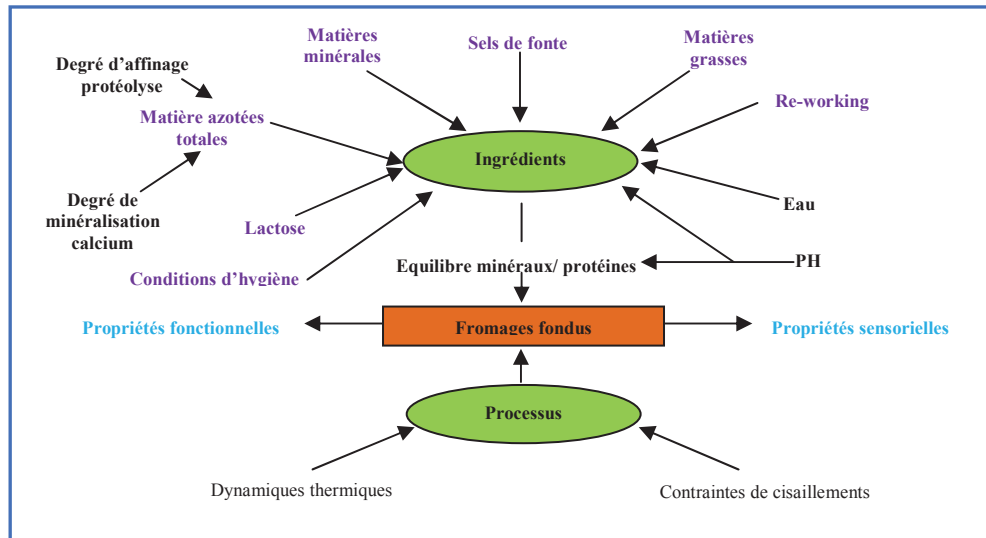 Matières
minérales
Sels de fonte
Matières
grasses
Degré d'affinage
protéolyse
Re-working
Matière azotées
totales
Ingrédients
Degré de
minéralisation
calcium
Eau
Lactose
Conditions d'hygiène
Equilibre minéraux/ protéines
PH
Propriétés fonctionnelles
Fromages fondus
Propriétés sensorielles
Processus
Dynamiques thermiques
Contraintes de cisaillements